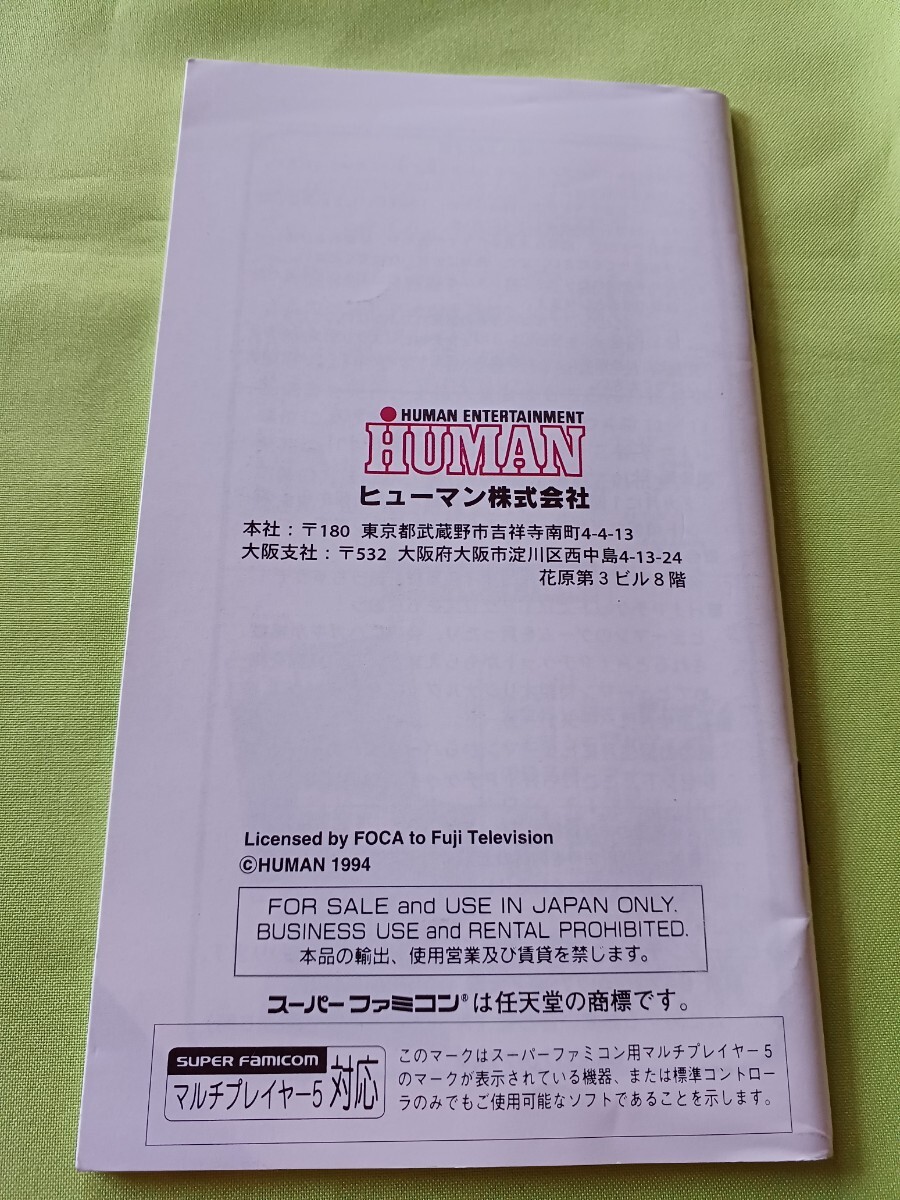 HUMAN ENTERTAINMENT
HUMAN
ヒューマン株式会社
本社：〒180 東京都武蔵野市吉祥寺南町4-4-13
大阪支社：〒532 大阪府大阪市淀川区西中島4-13-24
花原第3ビル8階
Licensed by FOCA to Fuji Television
©HUMAN 1994
FOR SALE and USE IN JAPAN ONLY.
BUSINESS USE and RENTAL PROHIBITED.
本品の輸出、使用営業及び賃貸を禁じます。
スーパーファミコン®は任天堂の商標です。
SUPER FAMICOM
マルチプレイヤー5 対応
このマークはスーパーファミコン用マルチプレイヤー5
のマークが表示されている機器、または標準コントロー
ラのみでもご使用可能なソフトであることを示します。